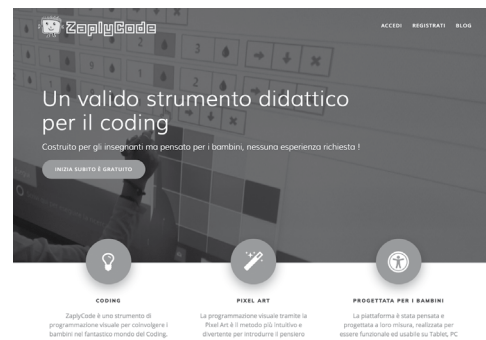 ZaplyCode
ACCEDI REGISTRATI BLOG
Un valido strumento didattico
per il coding
Costruito per gli insegnanti ma pensato per i bambini, nessuna esperienza richiesta !
INIZIA SUBITO È GRATUITO
CODING
ZaplyCode è uno strumento di
programmazione visuale per coinvolgere i
bambini nel fantastico mondo del Coding.
PIXEL ART
La programmazione visuale tramite la
Pixel Art è il metodo più intuitivo e
divertente per introdurre il pensiero
PROGETTATA PER I BAMBINI
La piattaforma è stata pensata e
progettata a loro misura, realizzata per
essere funzionale ed usabile su Tablet, PC